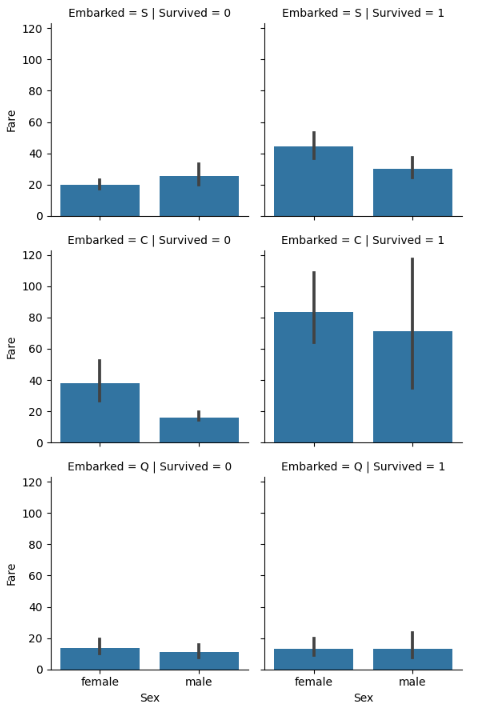 Embarked = S | Survived = 0
Embarked = S | Survived = 1
120
100
80
60
40
20
0
Fare
Embarked = C | Survived = 0
Embarked = C | Survived = 1
120
100
80
60
40
20
0
Fare
Embarked = Q | Survived = 0
Embarked = Q | Survived = 1
120
100
80
60
40
20
0
Fare
female
male
Sex
female
male
Sex